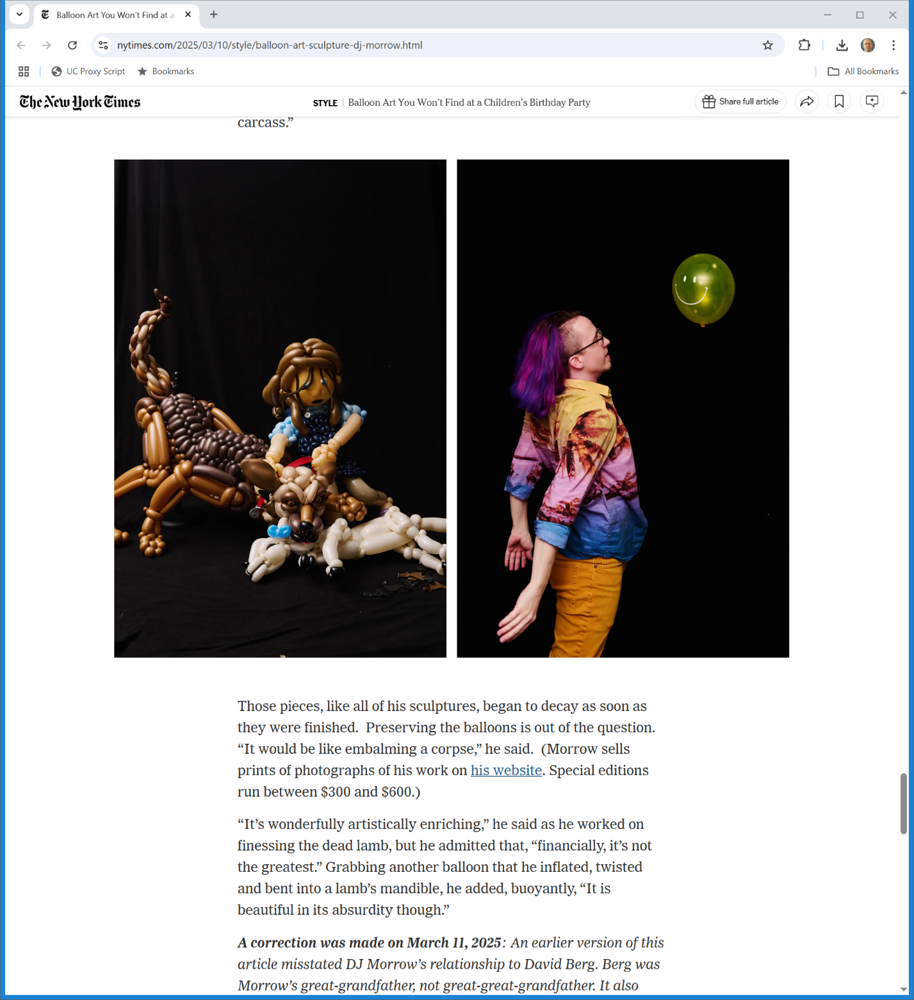 Balloon Art You Won’t Find at a
nytimes.com/2025/03/10/style/balloon-art-sculpture-dj-morrow.html
UC Proxy Script
Bookmarks
All Bookmarks
The New York Times
STYLE | Balloon Art You Won’t Find at a Children’s Birthday Party
Share full article
carcass.”
Those pieces, like all of his sculptures, began to decay as soon as
they were finished.  Preserving the balloons is out of the question.
“It would be like embalming a corpse,” he said.  (Morrow sells
prints of photographs of his work on his website. Special editions
run between $300 and $600.)
“It’s wonderfully artistically enriching,” he said as he worked on
finessing the dead lamb, but he admitted that, “financially, it’s not
the greatest.” Grabbing another balloon that he inflated, twisted
and bent into a lamb’s mandible, he added, buoyantly, “It is
beautiful in its absurdity though.”
A correction was made on March 11, 2025: An earlier version of this
article misstated DJ Morrow’s relationship to David Berg. Berg was
Morrow’s great-grandfather, not great-great-grandfather. It also